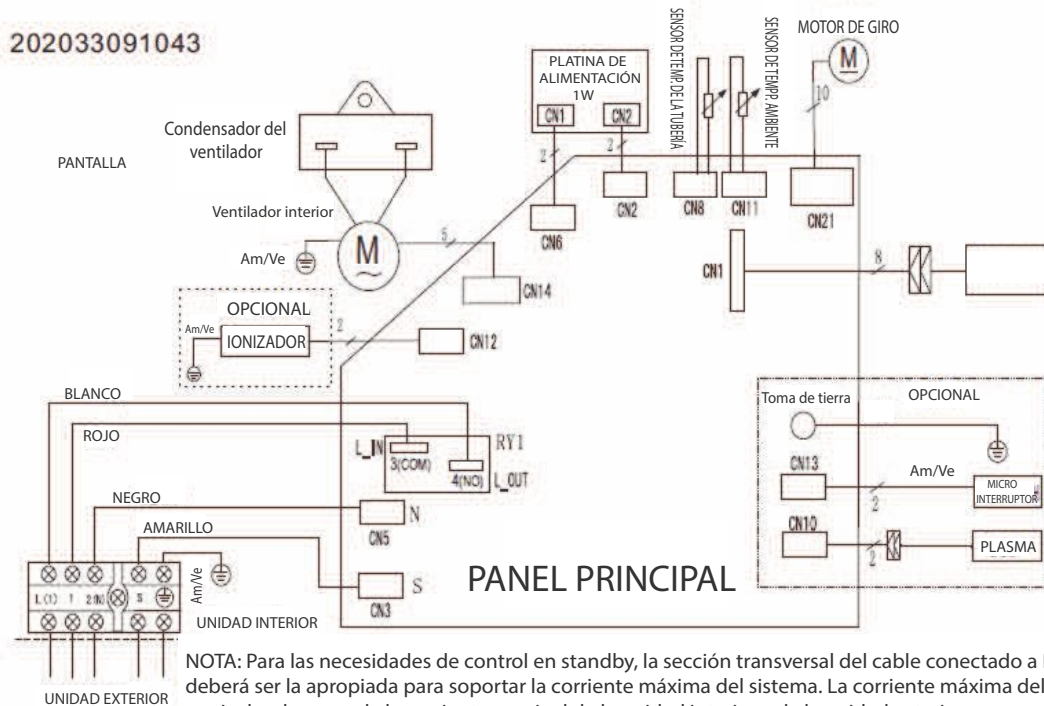 202033091043
PANTALLA
Condensador del
ventilador
Ventilador interior
Am/Ve
M
5
CN14
PLATINA DE
ALIMENTACIÓN
1W
CN1
CN2
2
2
CN6
CN2
SENSOR DE TEMP. DE LA TUBERÍA
SENSOR DE TEMPP. AMBIENTE
CN8
CN11
MOTOR DE GIRO
M
10
CN21
CN1
8
OPCIONAL
Am/Ve
IONIZADOR
2
CN12
BLANCO
ROJO
NEGRO
AMARILLO
L_IN
3(COM)
RY1
4(NO)
L_OUT
N
CN5
S
CN3
PANEL PRINCIPAL
Toma de tierra
OPCIONAL
CN13
Am/Ve
2
MICRO
INTERRUPTOR
CN10
2
PLASMA
L(1) 1 2(N) S
Am/Ve
UNIDAD INTERIOR
UNIDAD EXTERIOR
NOTA: Para las necesidades de control en standby, la sección transversal del cable conectado a
deberá ser la apropiada para soportar la corriente máxima del sistema. La corriente máxima del